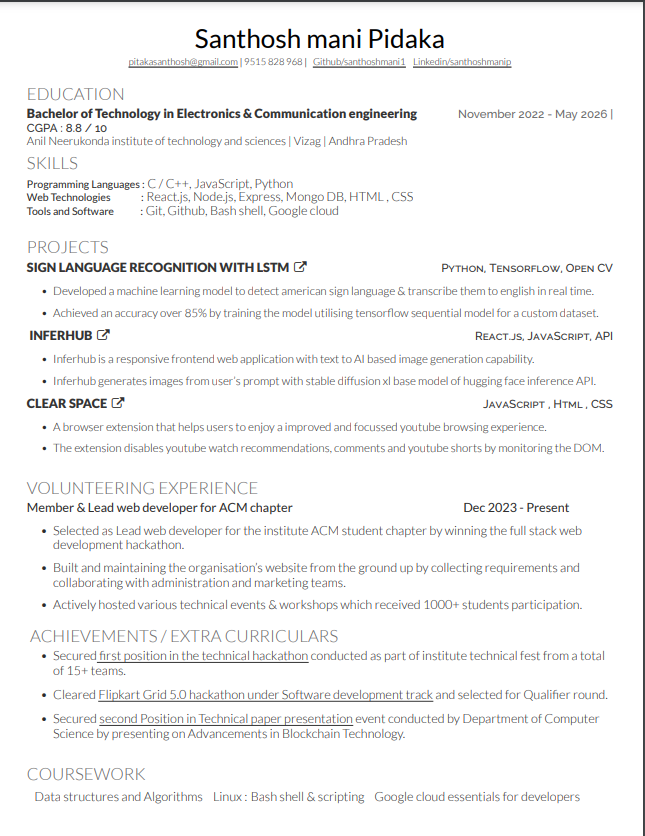 Santhosh mani Pidaka
pitakasanthosh@gmail.com | 9515 828 968 | Github/santhoshmani1 Linkedin/santhoshmanip
EDUCATION
Bachelor of Technology in Electronics & Communication engineering November 2022 - May 2026 |
CGPA : 8.8 / 10
Anil Neerukonda institute of technology and sciences | Vizag | Andhra Pradesh
SKILLS
Programming Languages : C / C++, JavaScript, Python
Web Technologies : React.js, Node.js, Express, Mongo DB, HTML , CSS
Tools and Software : Git, Github, Bash shell, Google cloud
PROJECTS
SIGN LANGUAGE RECOGNITION WITH LSTM Python, Tensorflow, Open CV
• Developed a machine learning model to detect american sign language & transcribe them to english in real time.
• Achieved an accuracy over 85% by training the model utilising tensorflow sequential model for a custom dataset.
INFERHUB React.js, JavaScript, API
• Inferhub is a responsive frontend web application with text to AI based image generation capability.
• Inferhub generates images from user's prompt with stable diffusion xl base model of hugging face inference API.
CLEAR SPACE JavaScript , Html , CSS
• A browser extension that helps users to enjoy a improved and focussed youtube browsing experience.
• The extension disables youtube watch recommendations, comments and youtube shorts by monitoring the DOM.
VOLUNTEERING EXPERIENCE
Member & Lead web developer for ACM chapter Dec 2023 - Present
• Selected as Lead web developer for the institute ACM student chapter by winning the full stack web
development hackathon.
• Built and maintaining the organisation's website from the ground up by collecting requirements and
collaborating with administration and marketing teams.
• Actively hosted various technical events & workshops which received 1000+ students participation.
ACHIEVEMENTS / EXTRA CURRICULARS
• Secured first position in the technical hackathon conducted as part of institute technical fest from a total
of 15+ teams.
• Cleared Flipkart Grid 5.0 hackathon under Software development track and selected for Qualifier round.
• Secured second Position in Technical paper presentation event conducted by Department of Computer
Science by presenting on Advancements in Blockchain Technology.
COURSEWORK
Data structures and Algorithms Linux : Bash shell & scripting Google cloud essentials for developers